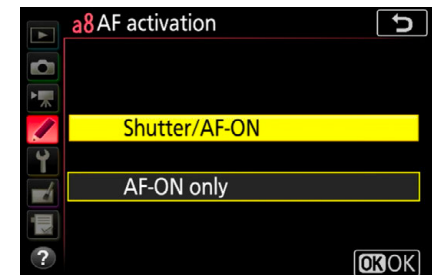 a8 AF activation
Shutter/AF-ON
AF-ON only
?
OK OK